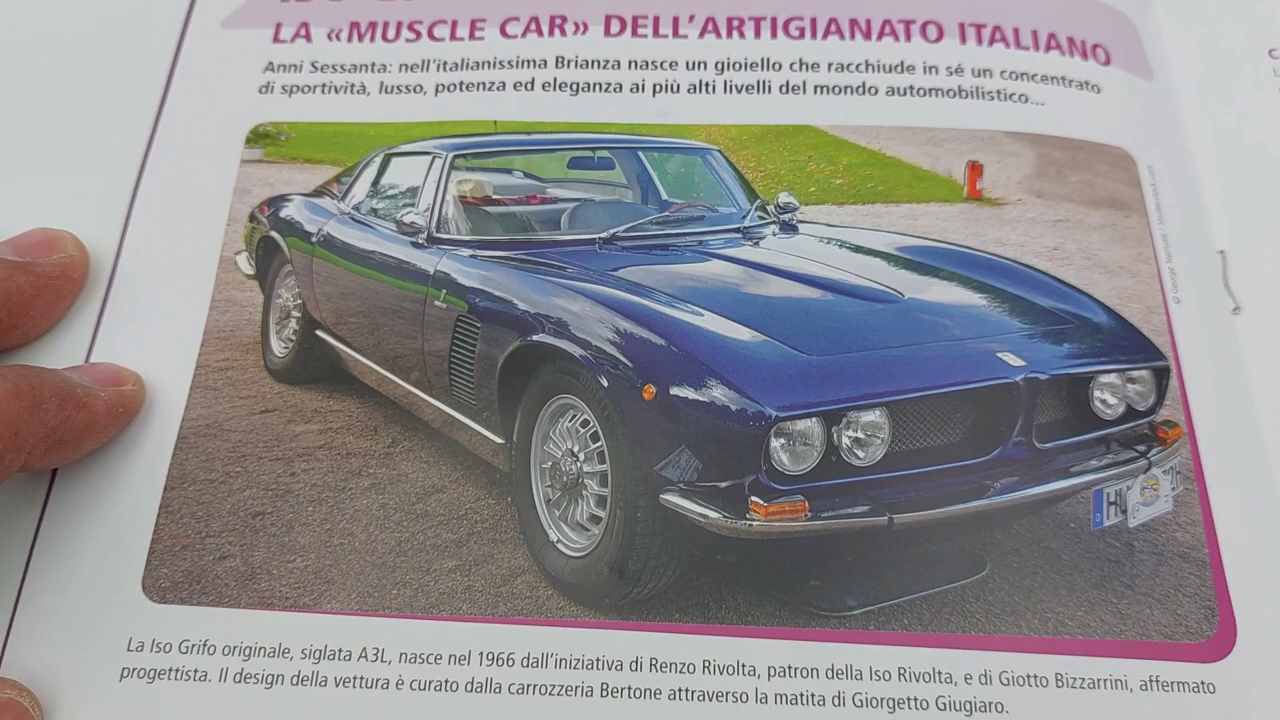 LA «MUSCLE CAR» DELL'ARTIGIANATO ITALIANO
Anni Sessanta: nell'italianissima Brianza nasce un gioiello che racchiude in sé un concentrato
di sportività, lusso, potenza ed eleganza ai più alti livelli del mondo automobilistico...
La Iso Grifo originale, siglata A3L, nasce nel 1966 dall'iniziativa di Renzo Rivolta, patron della Iso Rivolta, e di Giotto Bizzarrini, affermato
progettista. Il design della vettura è curato dalla carrozzeria Bertone attraverso la matita di Giorgetto Giugiaro.